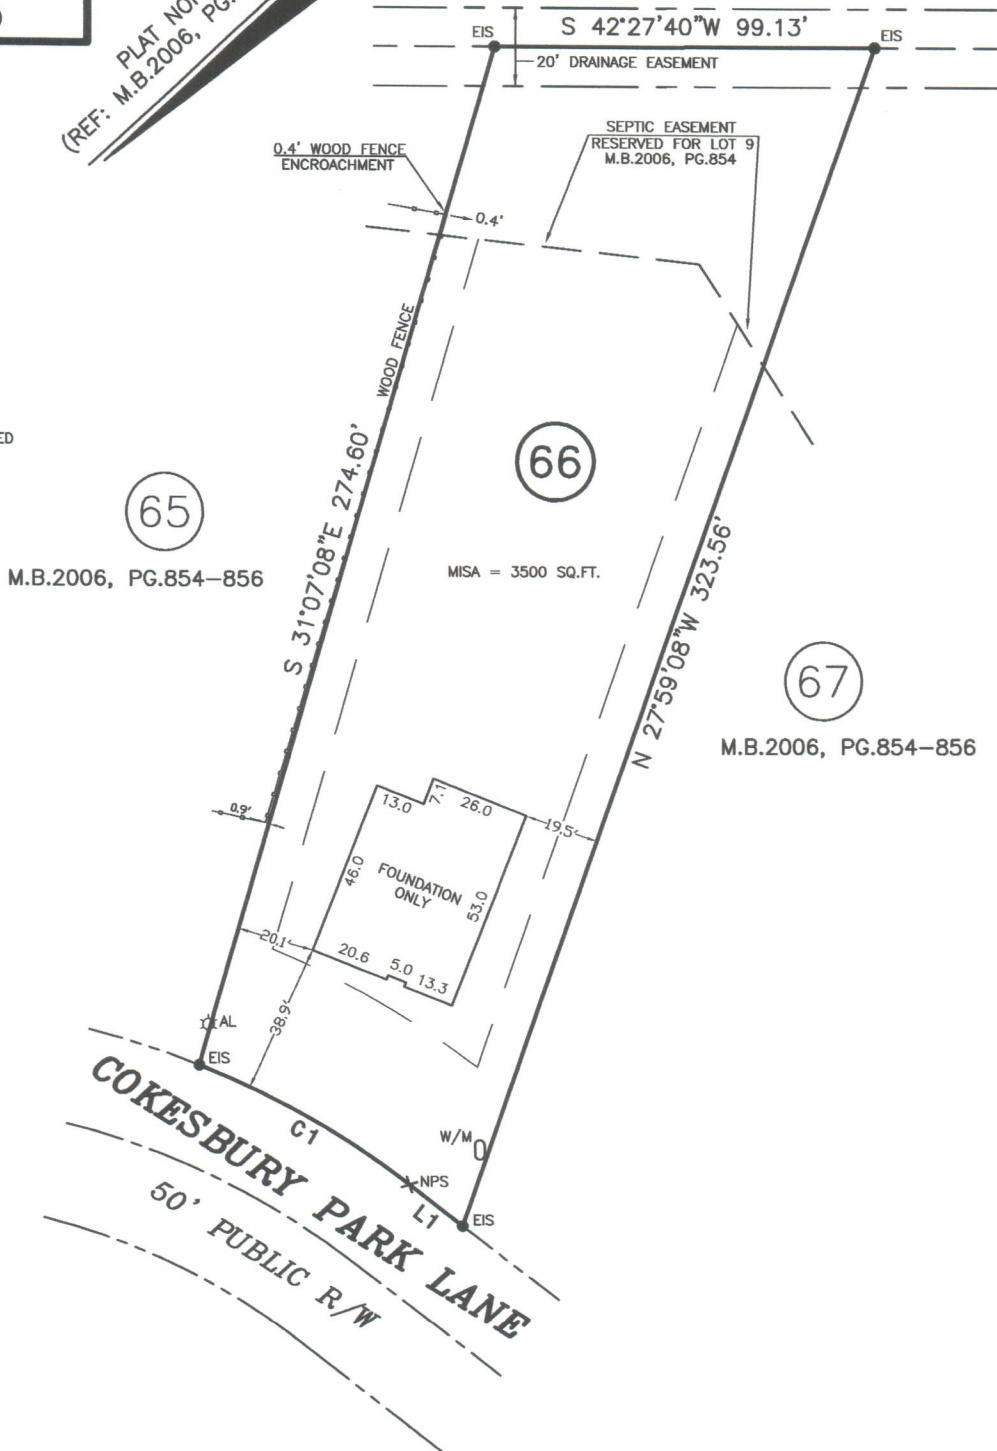 PLAT NO
(REF: M.B.2006, PG.
S 42°27'40"W 99.13'
EIS
EIS
20' DRAINAGE EASEMENT
SEPTIC EASEMENT
RESERVED FOR LOT 9
M.B.2006, PG.854
0.4' WOOD FENCE
ENCROACHMENT
0.4'
WOOD FENCE
ED
65
M.B.2006, PG.854-856
S 31°07'08"E 274.60'
66
MISA = 3500 SQ.FT.
N 27°59'08"W 323.56'
67
M.B.2006, PG.854-856
0.9'
13.0
7.1
26.0
19.5'
46.0
FOUNDATION
ONLY
53.0
20.1'
20.6
5.0
13.3
38.9'
AL
EIS
C1
W/M
NPS
L1
EIS
COKESBURY PARK LANE
50' PUBLIC R/W